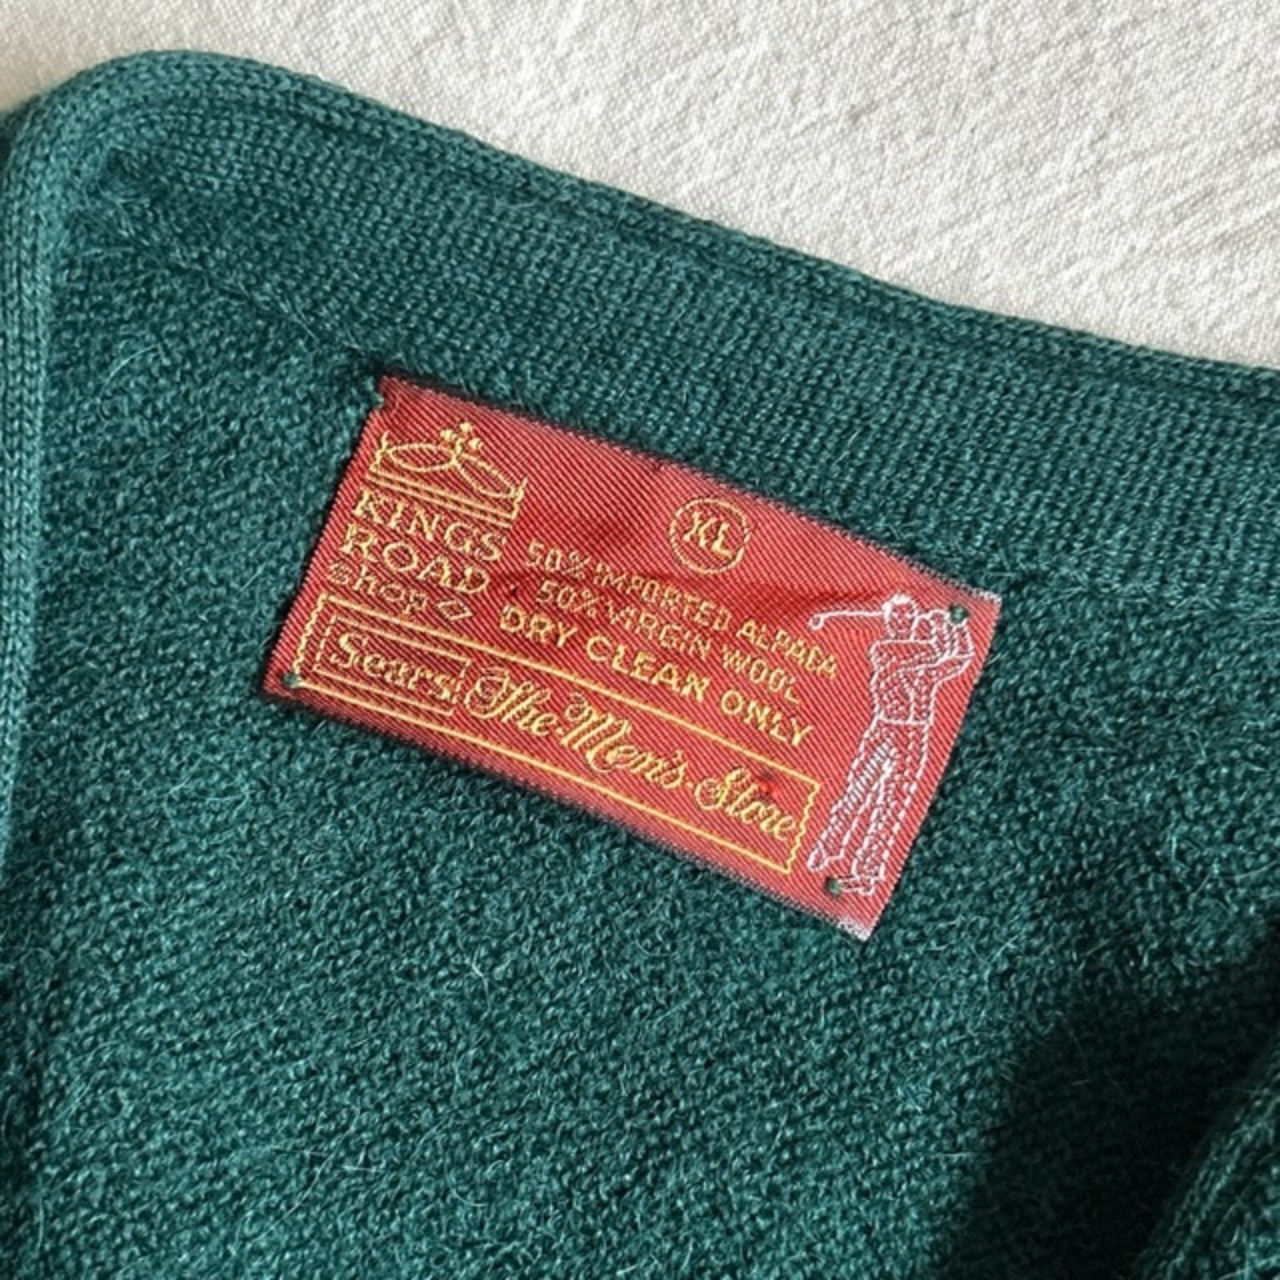 KINGS
ROAD
shop
XL
50% IMPORTED ALPACA
50% VIRGIN WOOL
DRY CLEAN ONLY
Sears The Men's Store